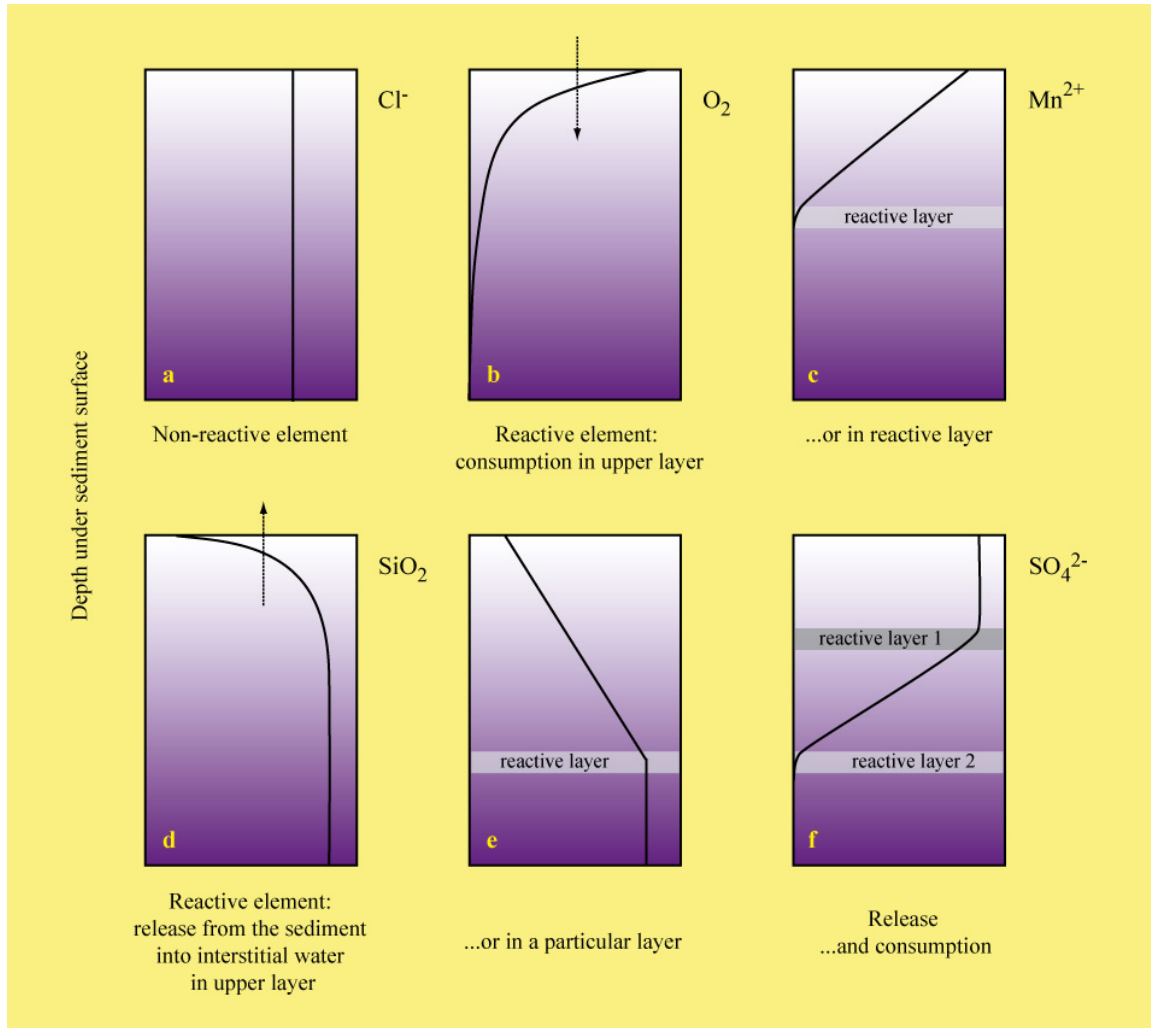 Depth under sediment surface
Cl⁻
a
Non-reactive element
O₂
b
Reactive element:
consumption in upper layer
Mn²⁺
reactive layer
c
...or in reactive layer
SiO₂
d
Reactive element:
release from the sediment
into interstitial water
in upper layer
reactive layer
e
...or in a particular layer
SO₄²⁻
reactive layer 1
reactive layer 2
f
Release
...and consumption